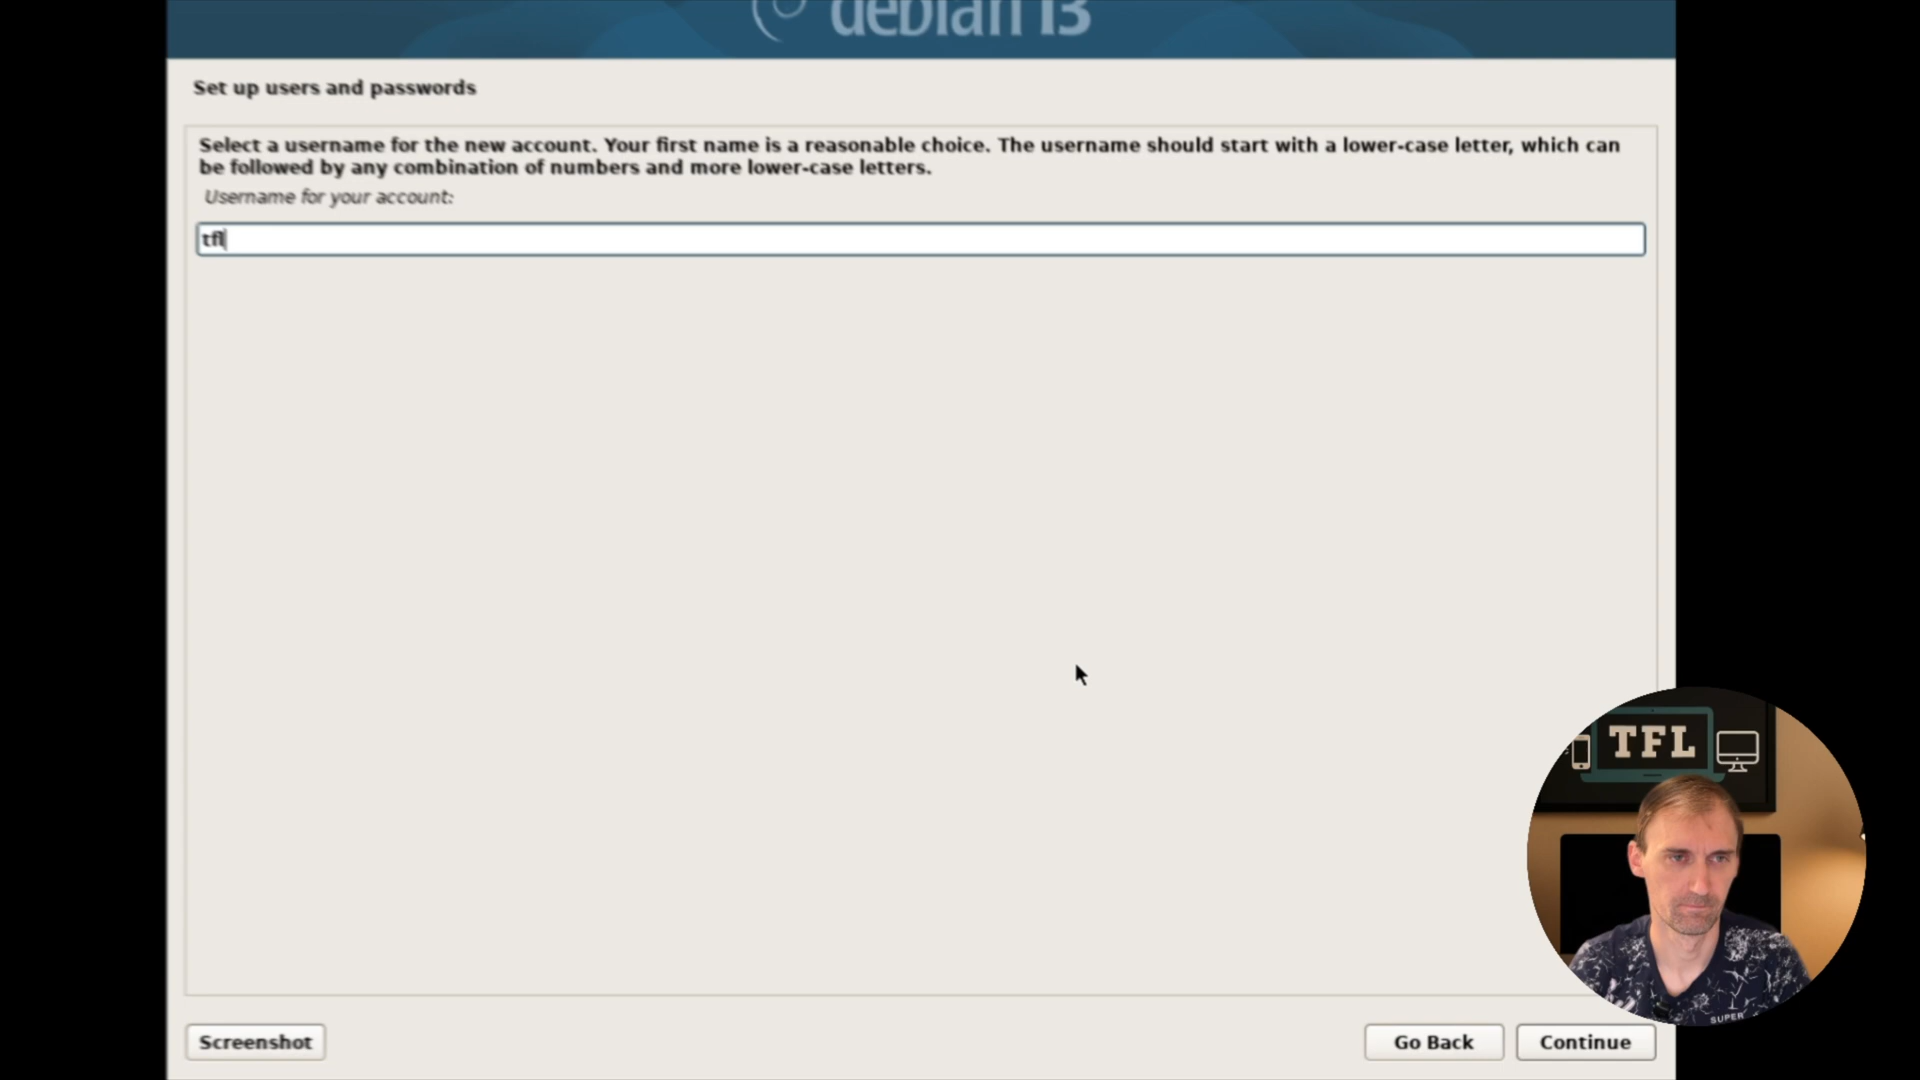 debian 13
Set up users and passwords
Select a username for the new account. Your first name is a reasonable choice. The username should start with a lower-case letter, which can
be followed by any combination of numbers and more lower-case letters.
Username for your account:
tfl
TFL
SUPER
Screenshot
Go Back
Continue